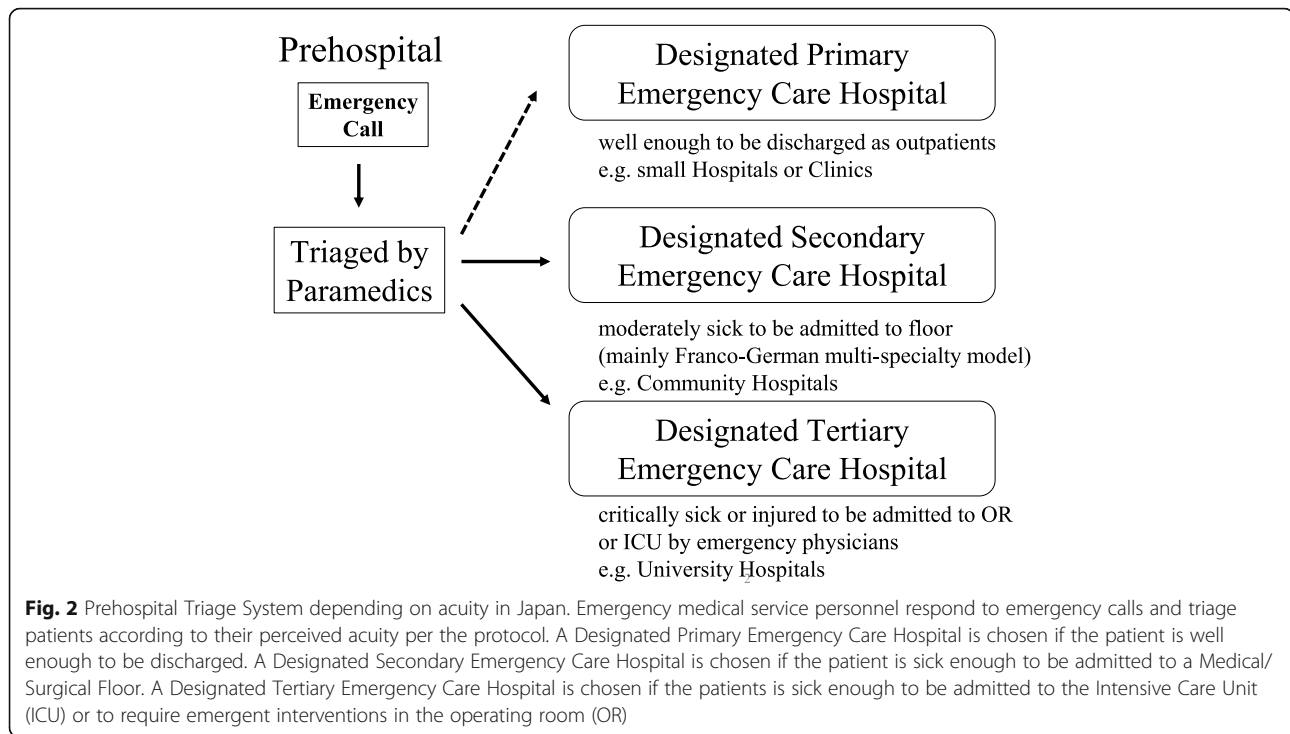 Prehospital
Emergency
Call
Triaged by
Paramedics
Designated Primary
Emergency Care Hospital
well enough to be discharged as outpatients
e.g. small Hospitals or Clinics
Designated Secondary
Emergency Care Hospital
moderately sick to be admitted to floor
(mainly Franco-German multi-specialty model)
e.g. Community Hospitals
Designated Tertiary
Emergency Care Hospital
critically sick or injured to be admitted to OR
or ICU by emergency physicians
e.g. University Hospitals
2
Fig. 2 Prehospital Triage System depending on acuity in Japan. Emergency medical service personnel respond to emergency calls and triage
patients according to their perceived acuity per the protocol. A Designated Primary Emergency Care Hospital is chosen if the patient is well
enough to be discharged. A Designated Secondary Emergency Care Hospital is chosen if the patient is sick enough to be admitted to a Medical/
Surgical Floor. A Designated Tertiary Emergency Care Hospital is chosen if the patients is sick enough to be admitted to the Intensive Care Unit
(ICU) or to require emergent interventions in the operating room (OR)